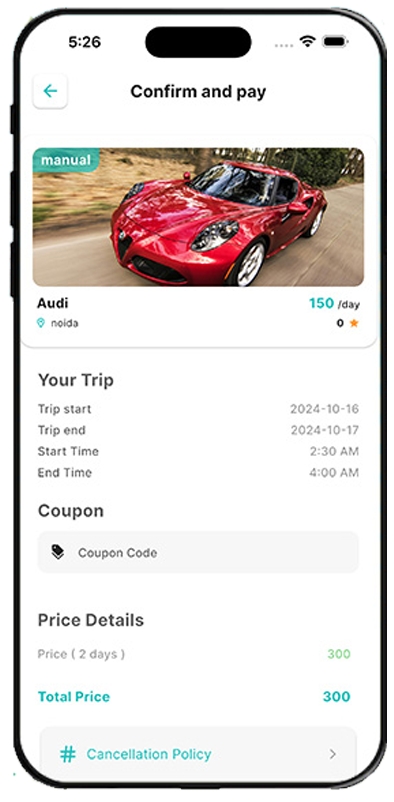 5:26
Confirm and pay
manual
Audi 150 /day
noida 0
Your Trip
Trip start 2024-10-16
Trip end 2024-10-17
Start Time 2:30 AM
End Time 4:00 AM
Coupon
Coupon Code
Price Details
Price ( 2 days ) 300
Total Price 300
# Cancellation Policy